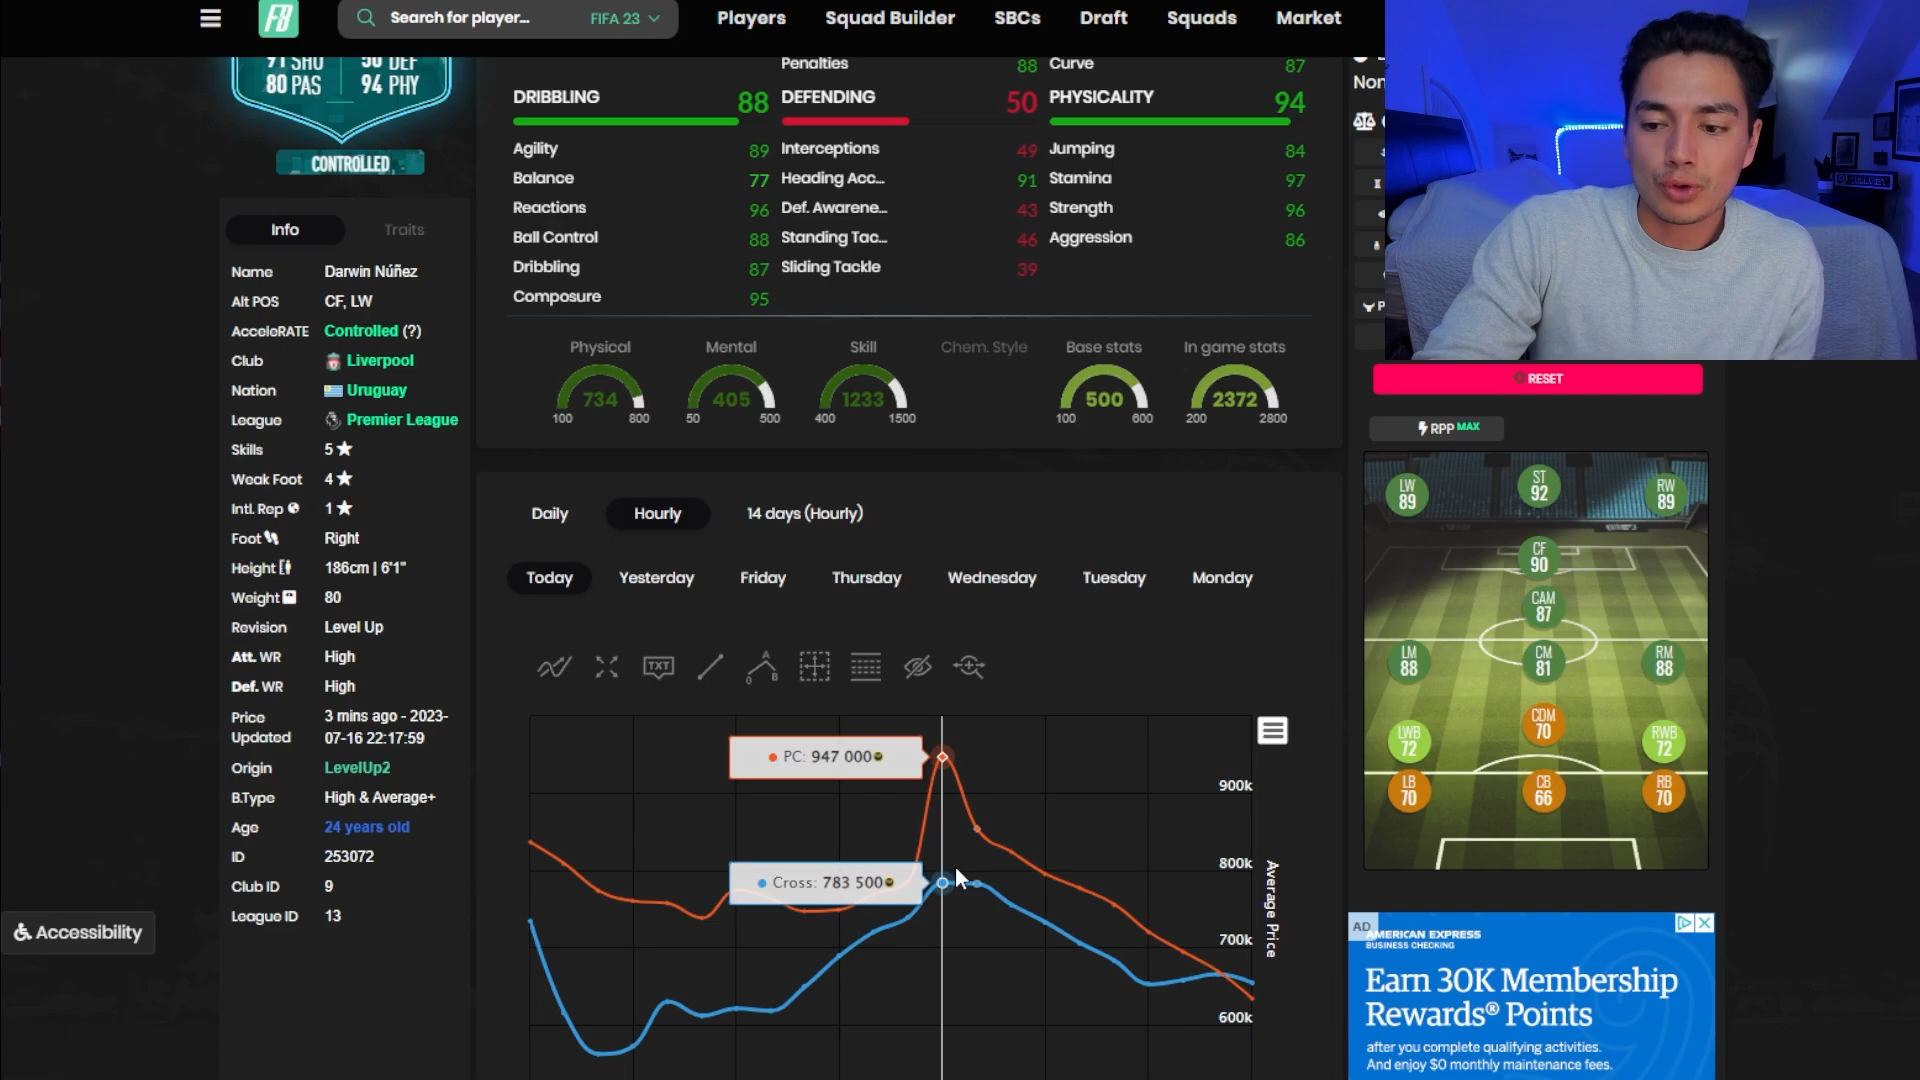 FB
Search for player...
FIFA 23
Players
Squad Builder
SBCs
Draft
Squads
Market
91 SHO
50 DEF
80 PAS
94 PHY
CONTROLLED
Penalties 88
Curve 87
DRIBBLING 88
DEFENDING 50
PHYSICALITY 94
Agility 89
Interceptions 49
Jumping 84
Balance 77
Heading Acc... 91
Stamina 97
Reactions 96
Def. Awarene... 43
Strength 96
Ball Control 88
Standing Tac... 46
Aggression 86
Dribbling 87
Sliding Tackle 39
Composure 95
Info
Traits
Name Darwin Núñez
Alt POS CF, LW
AcceleRATE Controlled (?)
Club Liverpool
Nation Uruguay
League Premier League
Skills 5
Weak Foot 4
Intl. Rep 1
Foot Right
Height 186cm | 6'1"
Weight 80
Revision Level Up
Att. WR High
Def. WR High
Price Updated 3 mins ago - 2023-
07-16 22:17:59
Origin LevelUp2
B.Type High & Average+
Age 24 years old
ID 253072
Club ID 9
League ID 13
Accessibility
Physical
Mental
Skill
Chem. Style
Base stats
In game stats
734
405
1233
500
2372
100 800
50 500
400 1500
100 600
200 2800
Daily
Hourly
14 days (Hourly)
Today
Yesterday
Friday
Thursday
Wednesday
Tuesday
Monday
TXT
A
0 B
PC: 947 000
Cross: 783 500
900k
800k
700k
600k
Average Price
Non
RESET
RPP MAX
LW 89
ST 92
RW 89
CF 90
CAM 87
LM 88
CM 81
RM 88
CDM 70
LWB 72
RWB 72
LB 70
CB 66
RB 70
AD
AMERICAN EXPRESS
BUSINESS CHECKING
Earn 30K Membership
Rewards® Points
after you complete qualifying activities.
And enjoy $0 monthly maintenance fees.